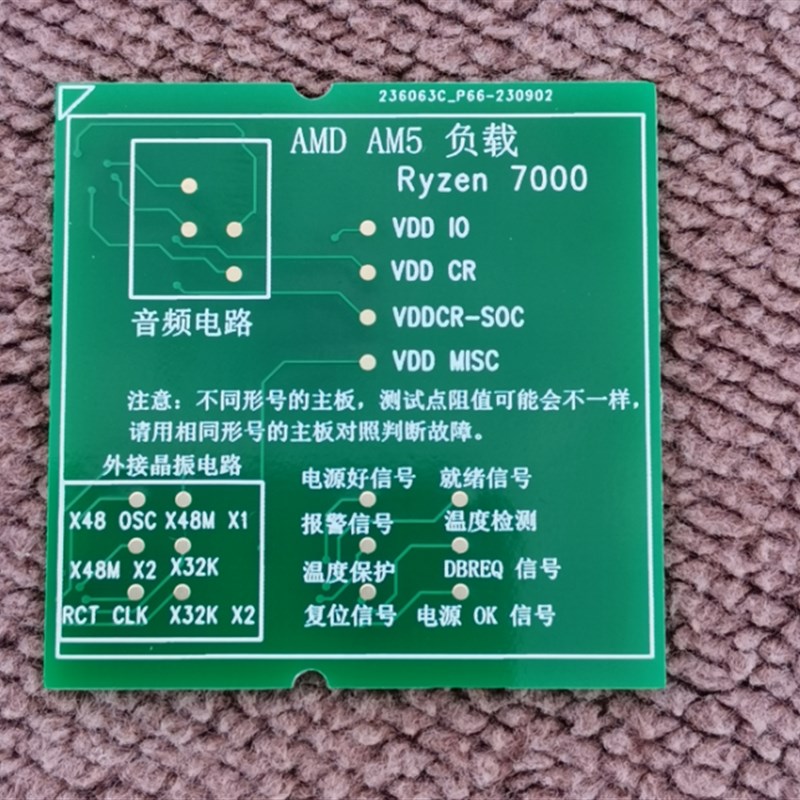 236063C_P66-230902
AMD AM5 负载
Ryzen 7000
VDD IO
VDD CR
VDDCR-SOC
VDD MISC
音频电路
注意：不同形号的主板，测试点阻值可能会不一样，
请用相同形号的主板对照判断故障。
外接晶振电路
X48 OSC X48M X1
X48M X2 X32K
RCT CLK X32K X2
电源好信号 就绪信号
报警信号 温度检测
温度保护 DBREQ 信号
复位信号 电源 OK 信号